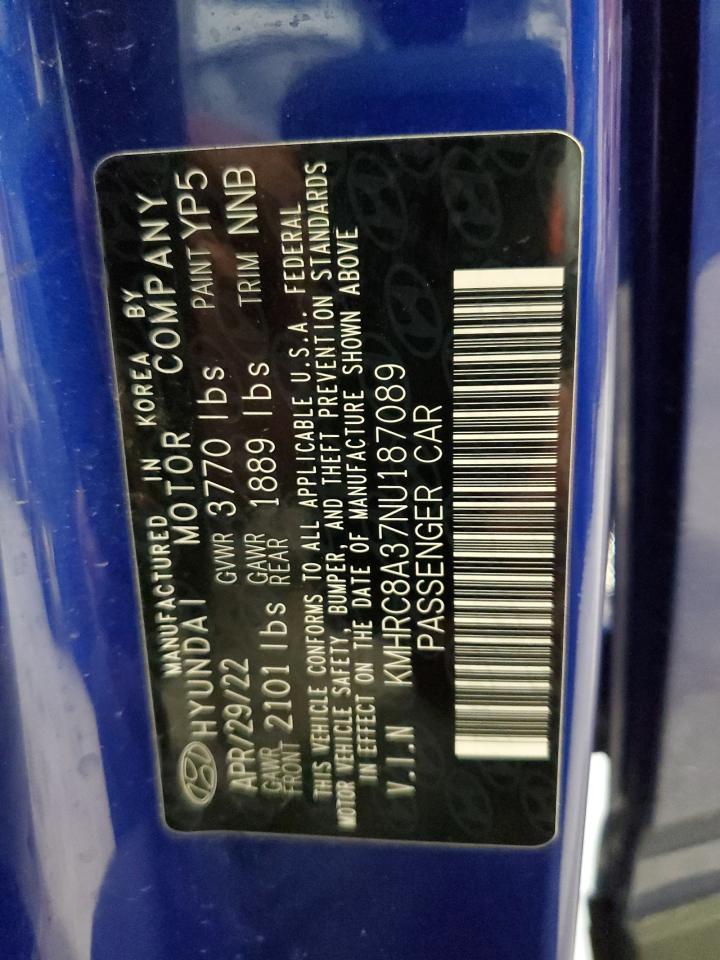 MANUFACTURED IN KOREA BY
HYUNDAI MOTOR COMPANY
APR/29/22 GVWR 3770 lbs PAINT YP5
GAWR FRONT 2101 lbs GAWR REAR 1889 lbs TRIM NNB
THIS VEHICLE CONFORMS TO ALL APPLICABLE U.S.A. FEDERAL
MOTOR VEHICLE SAFETY, BUMPER, AND THEFT PREVENTION STANDARDS
IN EFFECT ON THE DATE OF MANUFACTURE SHOWN ABOVE
V.I.N KMHRC8A37NU187089
PASSENGER CAR